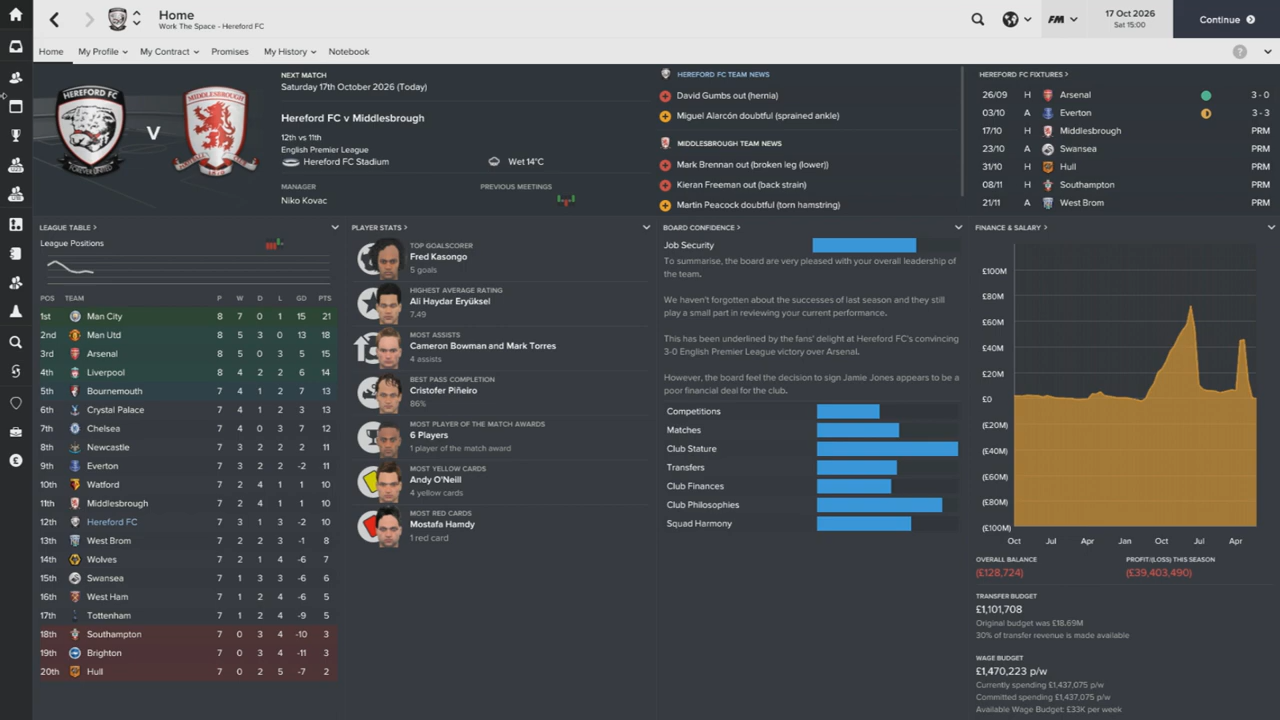 Home
Work The Space - Hereford FC
FM
17 Oct 2026
Sat 15:00
Continue
Home
My Profile
My Contract
Promises
My History
Notebook
?
HEREFORD FC
FOREVER UNITED
V
MIDDLESBROUGH
NEXT MATCH
Saturday 17th October 2026 (Today)
Hereford FC v Middlesbrough
12th vs 11th
English Premier League
Hereford FC Stadium
Wet 14°C
MANAGER
PREVIOUS MEETINGS
Niko Kovac
HEREFORD FC TEAM NEWS
David Gumbs out (hernia)
Miguel Alarcón doubtful (sprained ankle)
MIDDLESBROUGH TEAM NEWS
Mark Brennan out (broken leg (lower))
Kieran Freeman out (back strain)
Martin Peacock doubtful (torn hamstring)
HEREFORD FC FIXTURES >
26/09 H Arsenal 3 - 0
03/10 A Everton 3 - 3
17/10 H Middlesbrough PRM
23/10 A Swansea PRM
31/10 H Hull PRM
08/11 H Southampton PRM
21/11 A West Brom PRM
LEAGUE TABLE >
League Positions
POS TEAM P W D L GD PTS
1st Man City 8 7 0 1 15 21
2nd Man Utd 8 5 3 0 13 18
3rd Arsenal 8 5 0 3 5 15
4th Liverpool 8 4 2 2 6 14
5th Bournemouth 7 4 1 2 7 13
6th Crystal Palace 7 4 1 2 3 13
7th Chelsea 7 4 0 3 7 12
8th Newcastle 7 3 2 2 2 11
9th Everton 7 3 2 2 -2 11
10th Watford 7 2 4 1 1 10
11th Middlesbrough 7 2 4 1 1 10
12th Hereford FC 7 3 1 3 -2 10
13th West Brom 7 2 2 3 -1 8
14th Wolves 7 2 1 4 -6 7
15th Swansea 7 1 3 3 -6 6
16th West Ham 7 1 2 4 -6 5
17th Tottenham 7 1 2 4 -9 5
18th Southampton 7 0 3 4 -10 3
19th Brighton 7 0 3 4 -11 3
20th Hull 7 0 2 5 -7 2
PLAYER STATS >
TOP GOALSCORER
Fred Kasongo
5 goals
HIGHEST AVERAGE RATING
Ali Haydar Eryüksel
7.49
MOST ASSISTS
Cameron Bowman and Mark Torres
4 assists
BEST PASS COMPLETION
Cristofer Piñeiro
86%
MOST PLAYER OF THE MATCH AWARDS
6 Players
1 player of the match award
MOST YELLOW CARDS
Andy O'Neill
4 yellow cards
MOST RED CARDS
Mostafa Hamdy
1 red card
BOARD CONFIDENCE >
Job Security
To summarise, the board are very pleased with your overall leadership of
the team.
We haven't forgotten about the successes of last season and they still
play a small part in reviewing your current performance.
This has been underlined by the fans' delight at Hereford FC's convincing
3-0 English Premier League victory over Arsenal.
However, the board feel the decision to sign Jamie Jones appears to be a
poor financial deal for the club.
Competitions
Matches
Club Stature
Transfers
Club Finances
Club Philosophies
Squad Harmony
FINANCE & SALARY >
£100M
£80M
£60M
£40M
£20M
£0
(£20M)
(£40M)
(£60M)
(£80M)
(£100M)
Oct Jul Apr Jan Oct Jul Apr
OVERALL BALANCE
PROFIT/(LOSS) THIS SEASON
(£128,724)
(£39,403,490)
TRANSFER BUDGET
£1,101,708
Original budget was £18.69M
30% of transfer revenue is made available
WAGE BUDGET
£1,470,223 p/w
Currently spending £1,437,075 p/w
Committed spending £1,437,075 p/w
Available Wage Budget: £33K per week